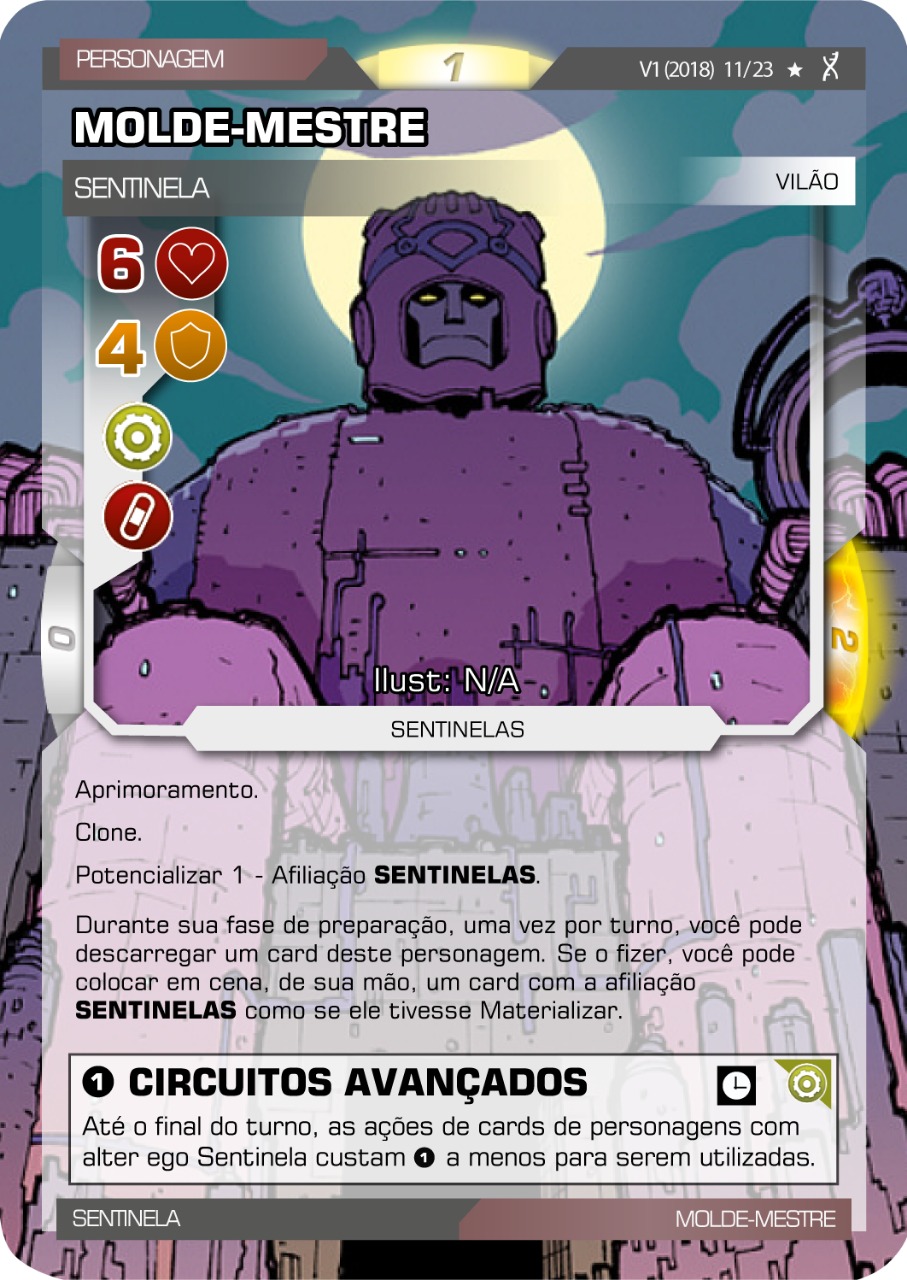 PERSONAGEM
1
V1 (2018) 11/23 ★
MOLDE-MESTRE
SENTINELA
VILÃO
6
4
0
2
Ilust: N/A
SENTINELAS
Aprimoramento.
Clone.
Potencializar 1 - Afiliação SENTINELAS.
Durante sua fase de preparação, uma vez por turno, você pode
descarregar um card deste personagem. Se o fizer, você pode
colocar em cena, de sua mão, um card com a afiliação
SENTINELAS como se ele tivesse Materializar.
❶ CIRCUITOS AVANÇADOS
Até o final do turno, as ações de cards de personagens com
alter ego Sentinela custam ❶ a menos para serem utilizadas.
SENTINELA
MOLDE-MESTRE